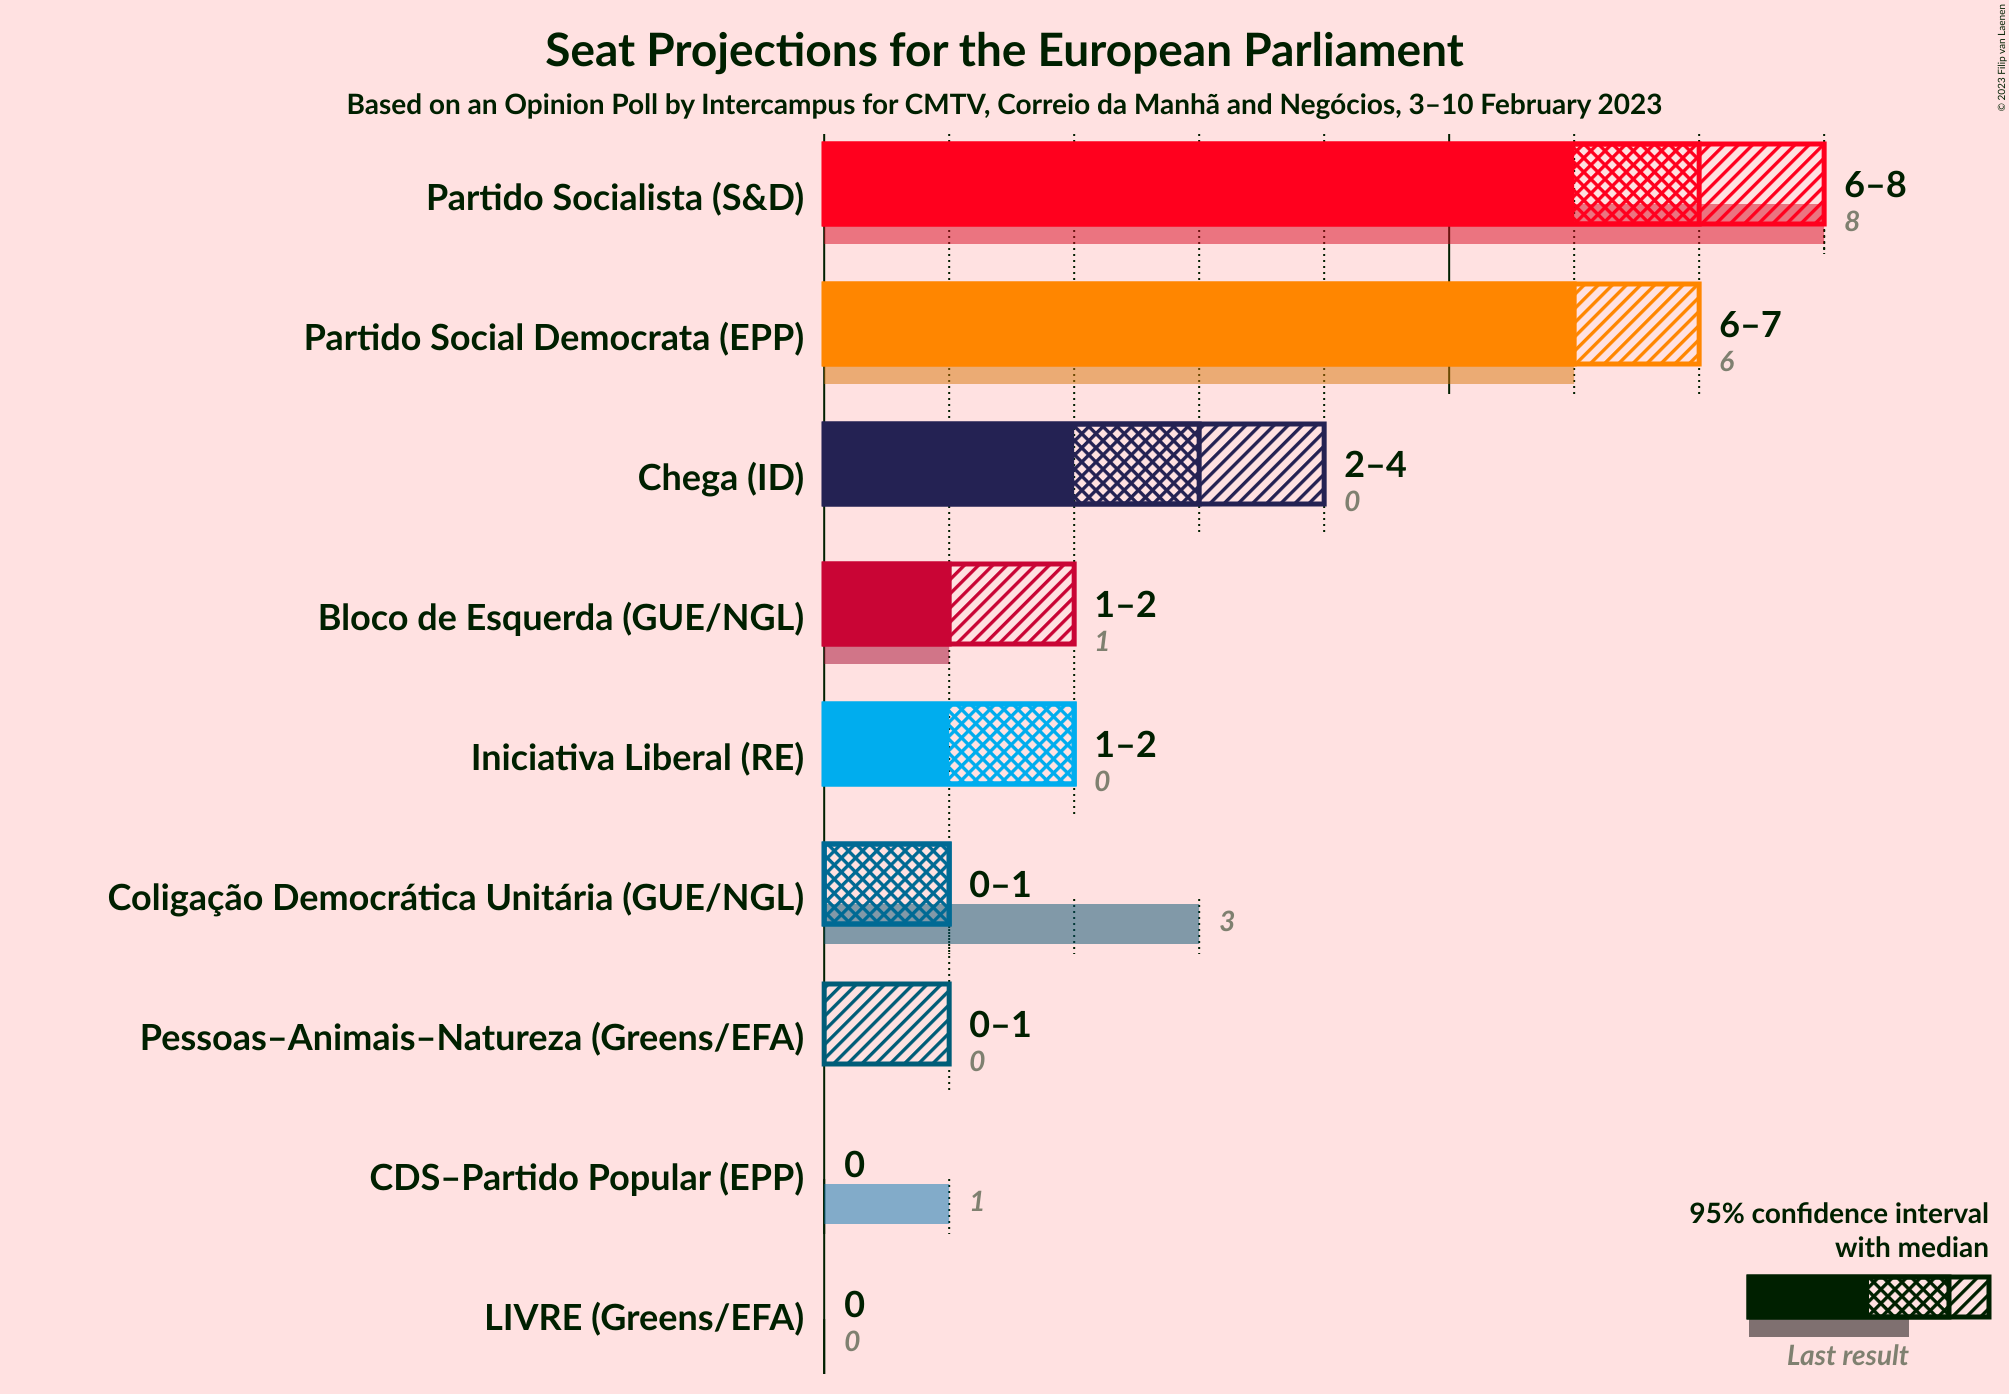 Seat Projections for the European Parliament
Based on an Opinion Poll by Intercampus for CMTV, Correio da Manhã and Negócios, 3–10 February 2023
© 2023 Filip van Laenen
Partido Socialista (S&D)
6–8
8
Partido Social Democrata (EPP)
6–7
6
Chega (ID)
2–4
0
Bloco de Esquerda (GUE/NGL)
1–2
1
Iniciativa Liberal (RE)
1–2
0
Coligação Democrática Unitária (GUE/NGL)
0–1
3
Pessoas–Animais–Natureza (Greens/EFA)
0–1
0
CDS–Partido Popular (EPP)
0
1
LIVRE (Greens/EFA)
0
0
95% confidence interval
with median
Last result